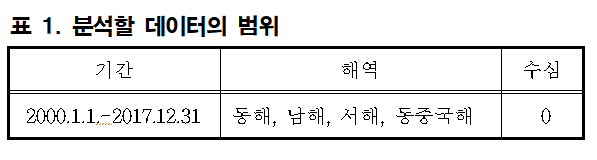 표 1. 분석할 데이터의 범위
기간 해역 수심
2000.1.1.-2017.12.31 동해, 남해, 서해, 동중국해 0